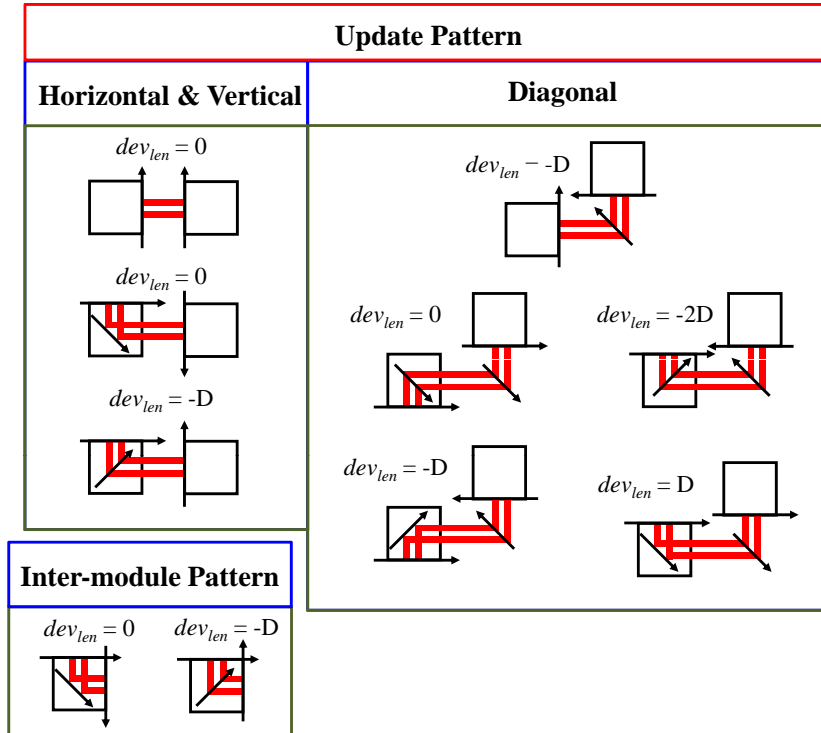 Update Pattern
Horizontal & Vertical
Diagonal
dev_len = 0
dev_len = 0
dev_len = -D
dev_len − -D
dev_len = 0
dev_len = -2D
dev_len = -D
dev_len = D
Inter-module Pattern
dev_len = 0
dev_len = -D